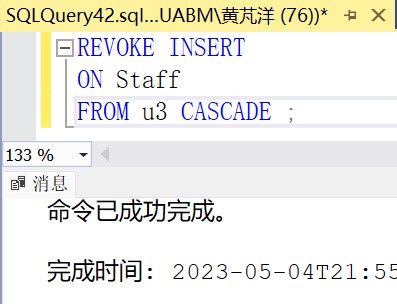 SQLQuery42.sql...UABM\黄芃洋 (76))*
REVOKE INSERT
ON Staff
FROM u3 CASCADE ;
133 %
消息
命令已成功完成。
完成时间: 2023-05-04T21:55